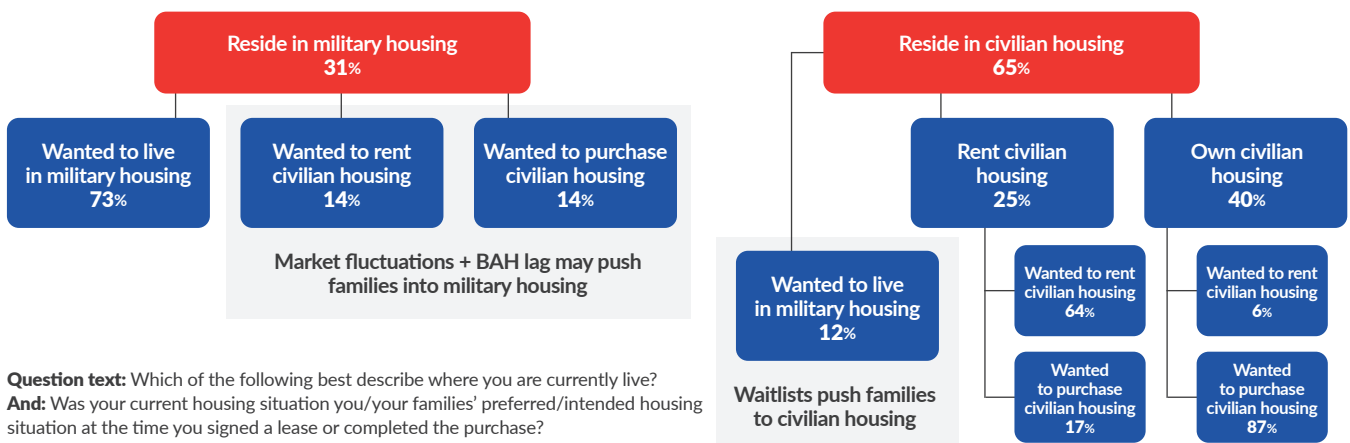 Reside in military housing
31%
Wanted to live
in military housing
73%
Wanted to rent
civilian housing
14%
Wanted to purchase
civilian housing
14%
Market fluctuations + BAH lag may push
families into military housing
Reside in civilian housing
65%
Wanted to live
in military housing
12%
Waitlists push families
to civilian housing
Rent civilian
housing
25%
Wanted to rent
civilian housing
64%
Wanted
to purchase
civilian housing
17%
Own civilian
housing
40%
Wanted to rent
civilian housing
6%
Wanted
to purchase
civilian housing
87%
Question text: Which of the following best describe where you are currently live?
And: Was your current housing situation you/your families’ preferred/intended housing
situation at the time you signed a lease or completed the purchase?